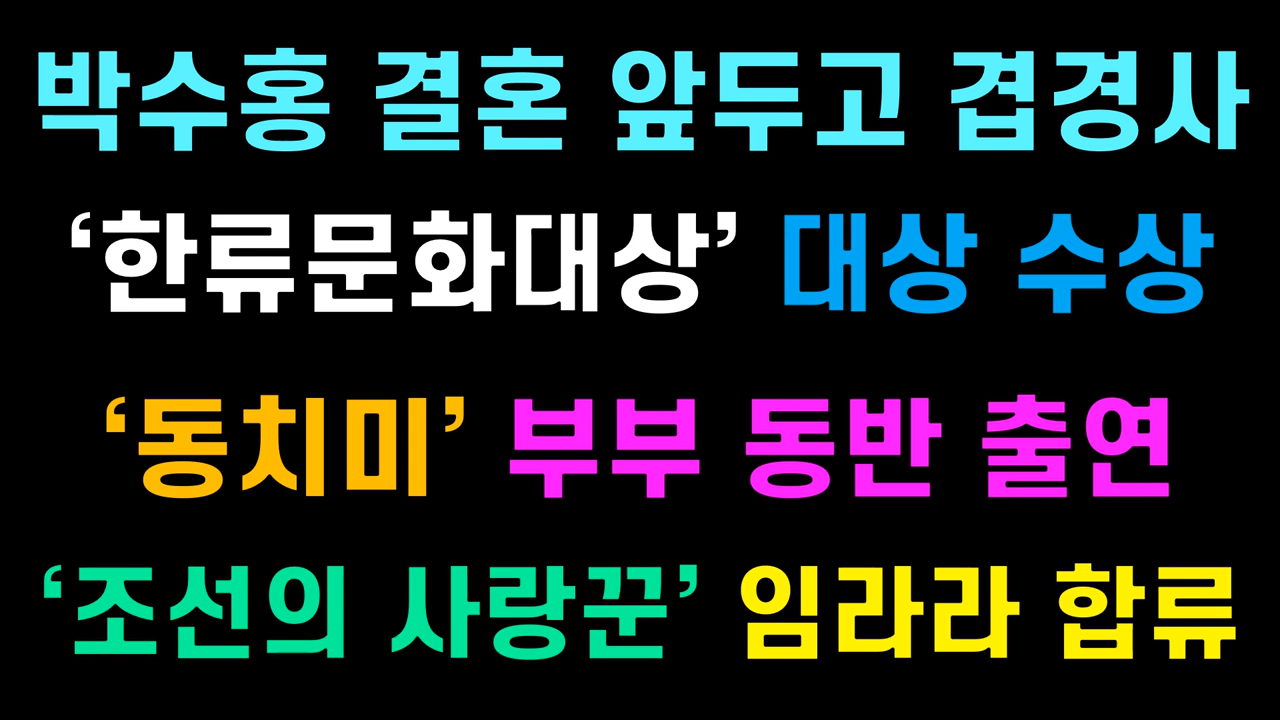 박수홍 결혼 앞두고 겹경사
‘한류문화대상’ 대상 수상
‘동치미’ 부부 동반 출연
‘조선의 사랑꾼’ 임라라 합류